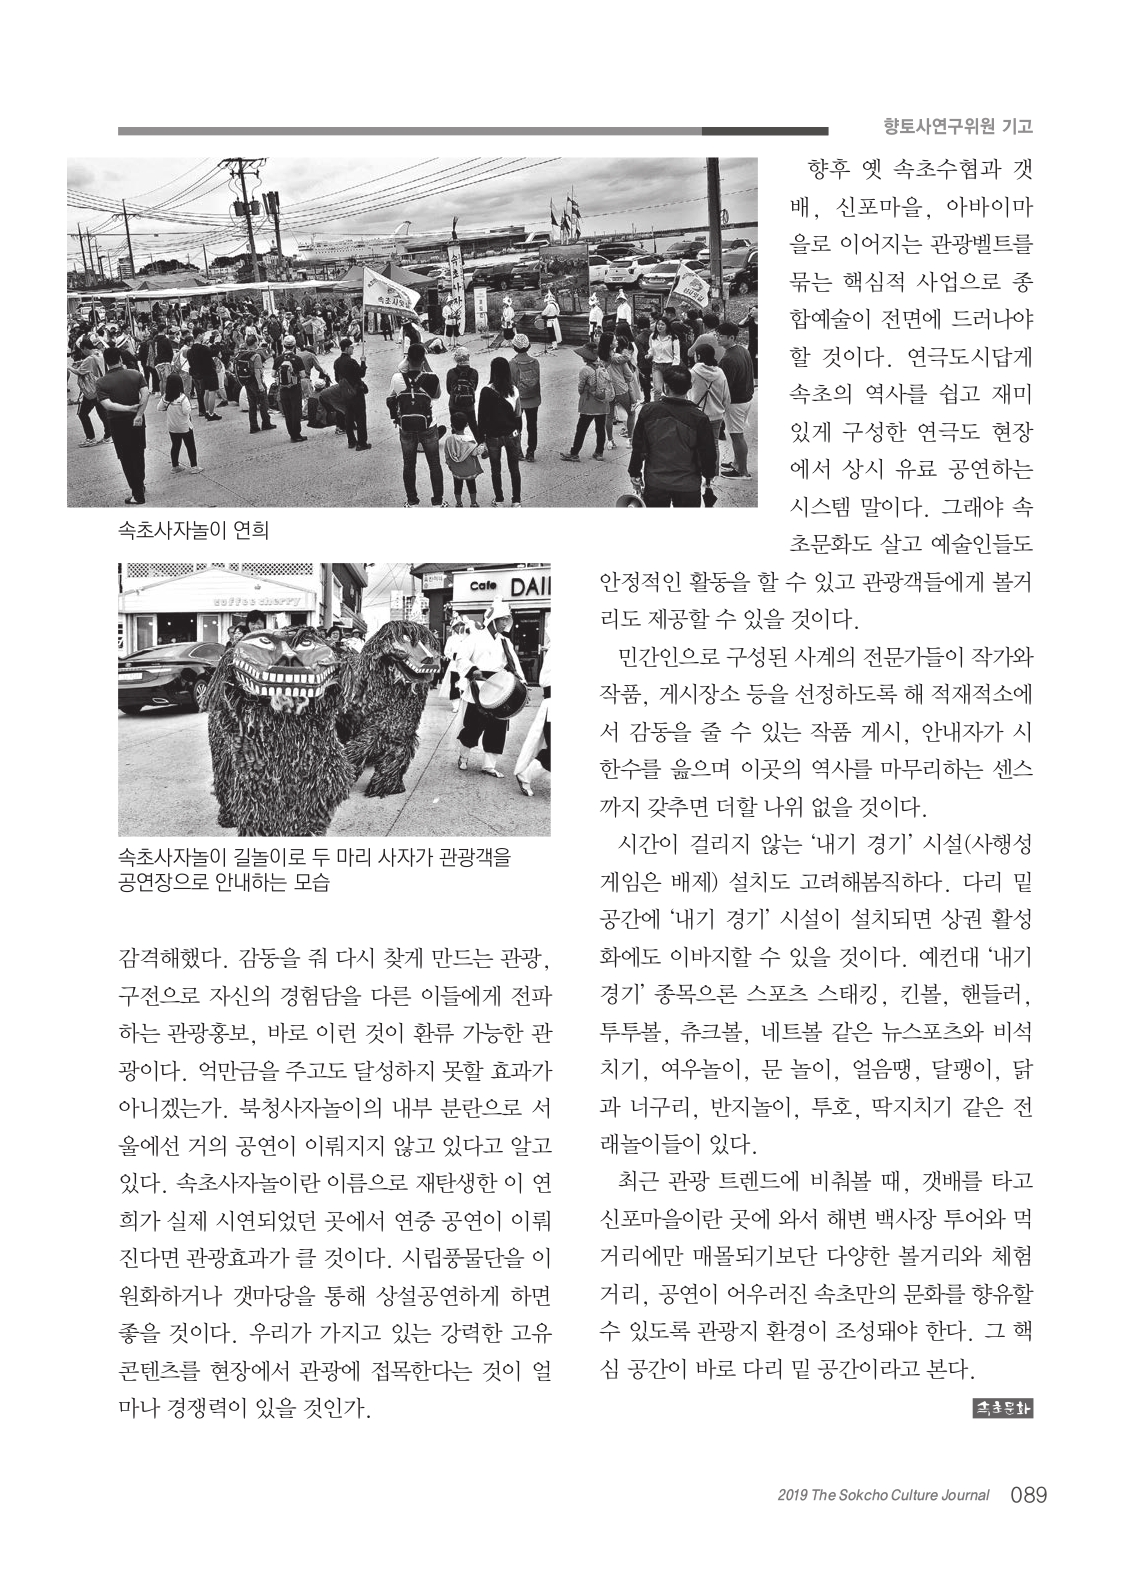 향토사연구위원 기고
속초사자놀이
속초사자놀이 연희
coffee cherry
Cafe
DAI
속초사자놀이 길놀이로 두 마리 사자가 관광객을
공연장으로 안내하는 모습
감격해했다. 감동을 줘 다시 찾게 만드는 관광,
구전으로 자신의 경험담을 다른 이들에게 전파
하는 관광홍보, 바로 이런 것이 환류 가능한 관
광이다. 억만금을 주고도 달성하지 못할 효과가
아니겠는가. 북청사자놀이의 내부 분란으로 서
울에선 거의 공연이 이뤄지지 않고 있다고 알고
있다. 속초사자놀이란 이름으로 재탄생한 이 연
희가 실제 시연되었던 곳에서 연중 공연이 이뤄
진다면 관광효과가 클 것이다. 시립풍물단을 이
원화하거나 갯마당을 통해 상설공연하게 하면
좋을 것이다. 우리가 가지고 있는 강력한 고유
콘텐츠를 현장에서 관광에 접목한다는 것이 얼
마나 경쟁력이 있을 것인가.
향후 옛 속초수협과 갯
배, 신포마을, 아바이마
을로 이어지는 관광벨트를
묶는 핵심적 사업으로 종
합예술이 전면에 드러나야
할 것이다. 연극도시답게
속초의 역사를 쉽고 재미
있게 구성한 연극도 현장
에서 상시 유료 공연하는
시스템 말이다. 그래야 속
초문화도 살고 예술인들도
안정적인 활동을 할 수 있고 관광객들에게 볼거
리도 제공할 수 있을 것이다.
민간인으로 구성된 사계의 전문가들이 작가와
작품, 게시장소 등을 선정하도록 해 적재적소에
서 감동을 줄 수 있는 작품 게시, 안내자가 시
한수를 읊으며 이곳의 역사를 마무리하는 센스
까지 갖추면 더할 나위 없을 것이다.
시간이 걸리지 않는 ‘내기 경기’ 시설(사행성
게임은 배제) 설치도 고려해봄직하다. 다리 밑
공간에 ‘내기 경기’ 시설이 설치되면 상권 활성
화에도 이바지할 수 있을 것이다. 예컨대 ‘내기
경기’ 종목으론 스포츠 스태킹, 킨볼, 핸들러,
투투볼, 츄크볼, 네트볼 같은 뉴스포츠와 비석
치기, 여우놀이, 문 놀이, 얼음땡, 달팽이, 닭
과 너구리, 반지놀이, 투호, 딱지치기 같은 전
래놀이들이 있다.
최근 관광 트렌드에 비춰볼 때, 갯배를 타고
신포마을이란 곳에 와서 해변 백사장 투어와 먹
거리에만 매몰되기보단 다양한 볼거리와 체험
거리, 공연이 어우러진 속초만의 문화를 향유할
수 있도록 관광지 환경이 조성돼야 한다. 그 핵
심 공간이 바로 다리 밑 공간이라고 본다.
속초문화
2019 The Sokcho Culture Journal 089